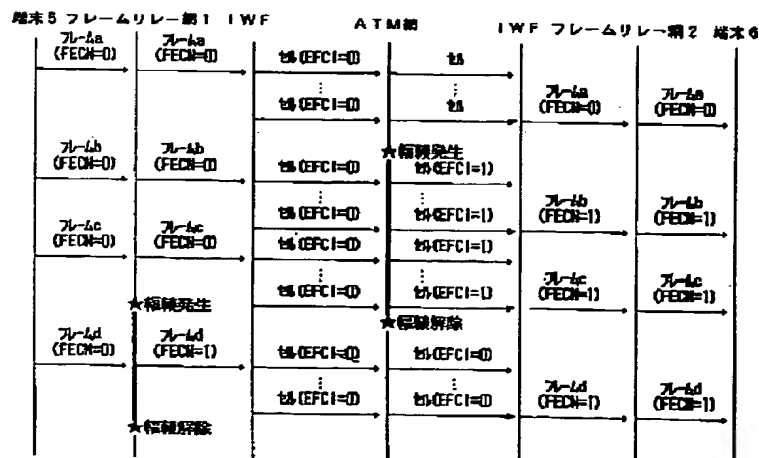 端末5 フレームリレー網1 IWF ATM網 IWF フレームリレー網2 端末6
フレームa (FECN=0) フレームa (FECN=0) セル(EFCI=0) セル
セル(EFCI=0) セル フレームa (FECN=0) フレームa (FECN=0)
★輻輳発生
フレームb (FECN=0) フレームb (FECN=0) セル(EFCI=0) セル(EFCI=1)
セル(EFCI=0) セル(EFCI=1) フレームb (FECN=1) フレームb (FECN=1)
フレームc (FECN=0) フレームc (FECN=0) セル(EFCI=0) セル(EFCI=1)
★輻輳発生 セル(EFCI=0) セル(EFCI=1) フレームc (FECN=1) フレームc (FECN=1)
★輻輳解除
フレームd (FECN=0) フレームd (FECN=1) セル(EFCI=0) セル(EFCI=0)
セル(EFCI=0) セル(EFCI=0) フレームd (FECN=1) フレームd (FECN=1)
★輻輳解除